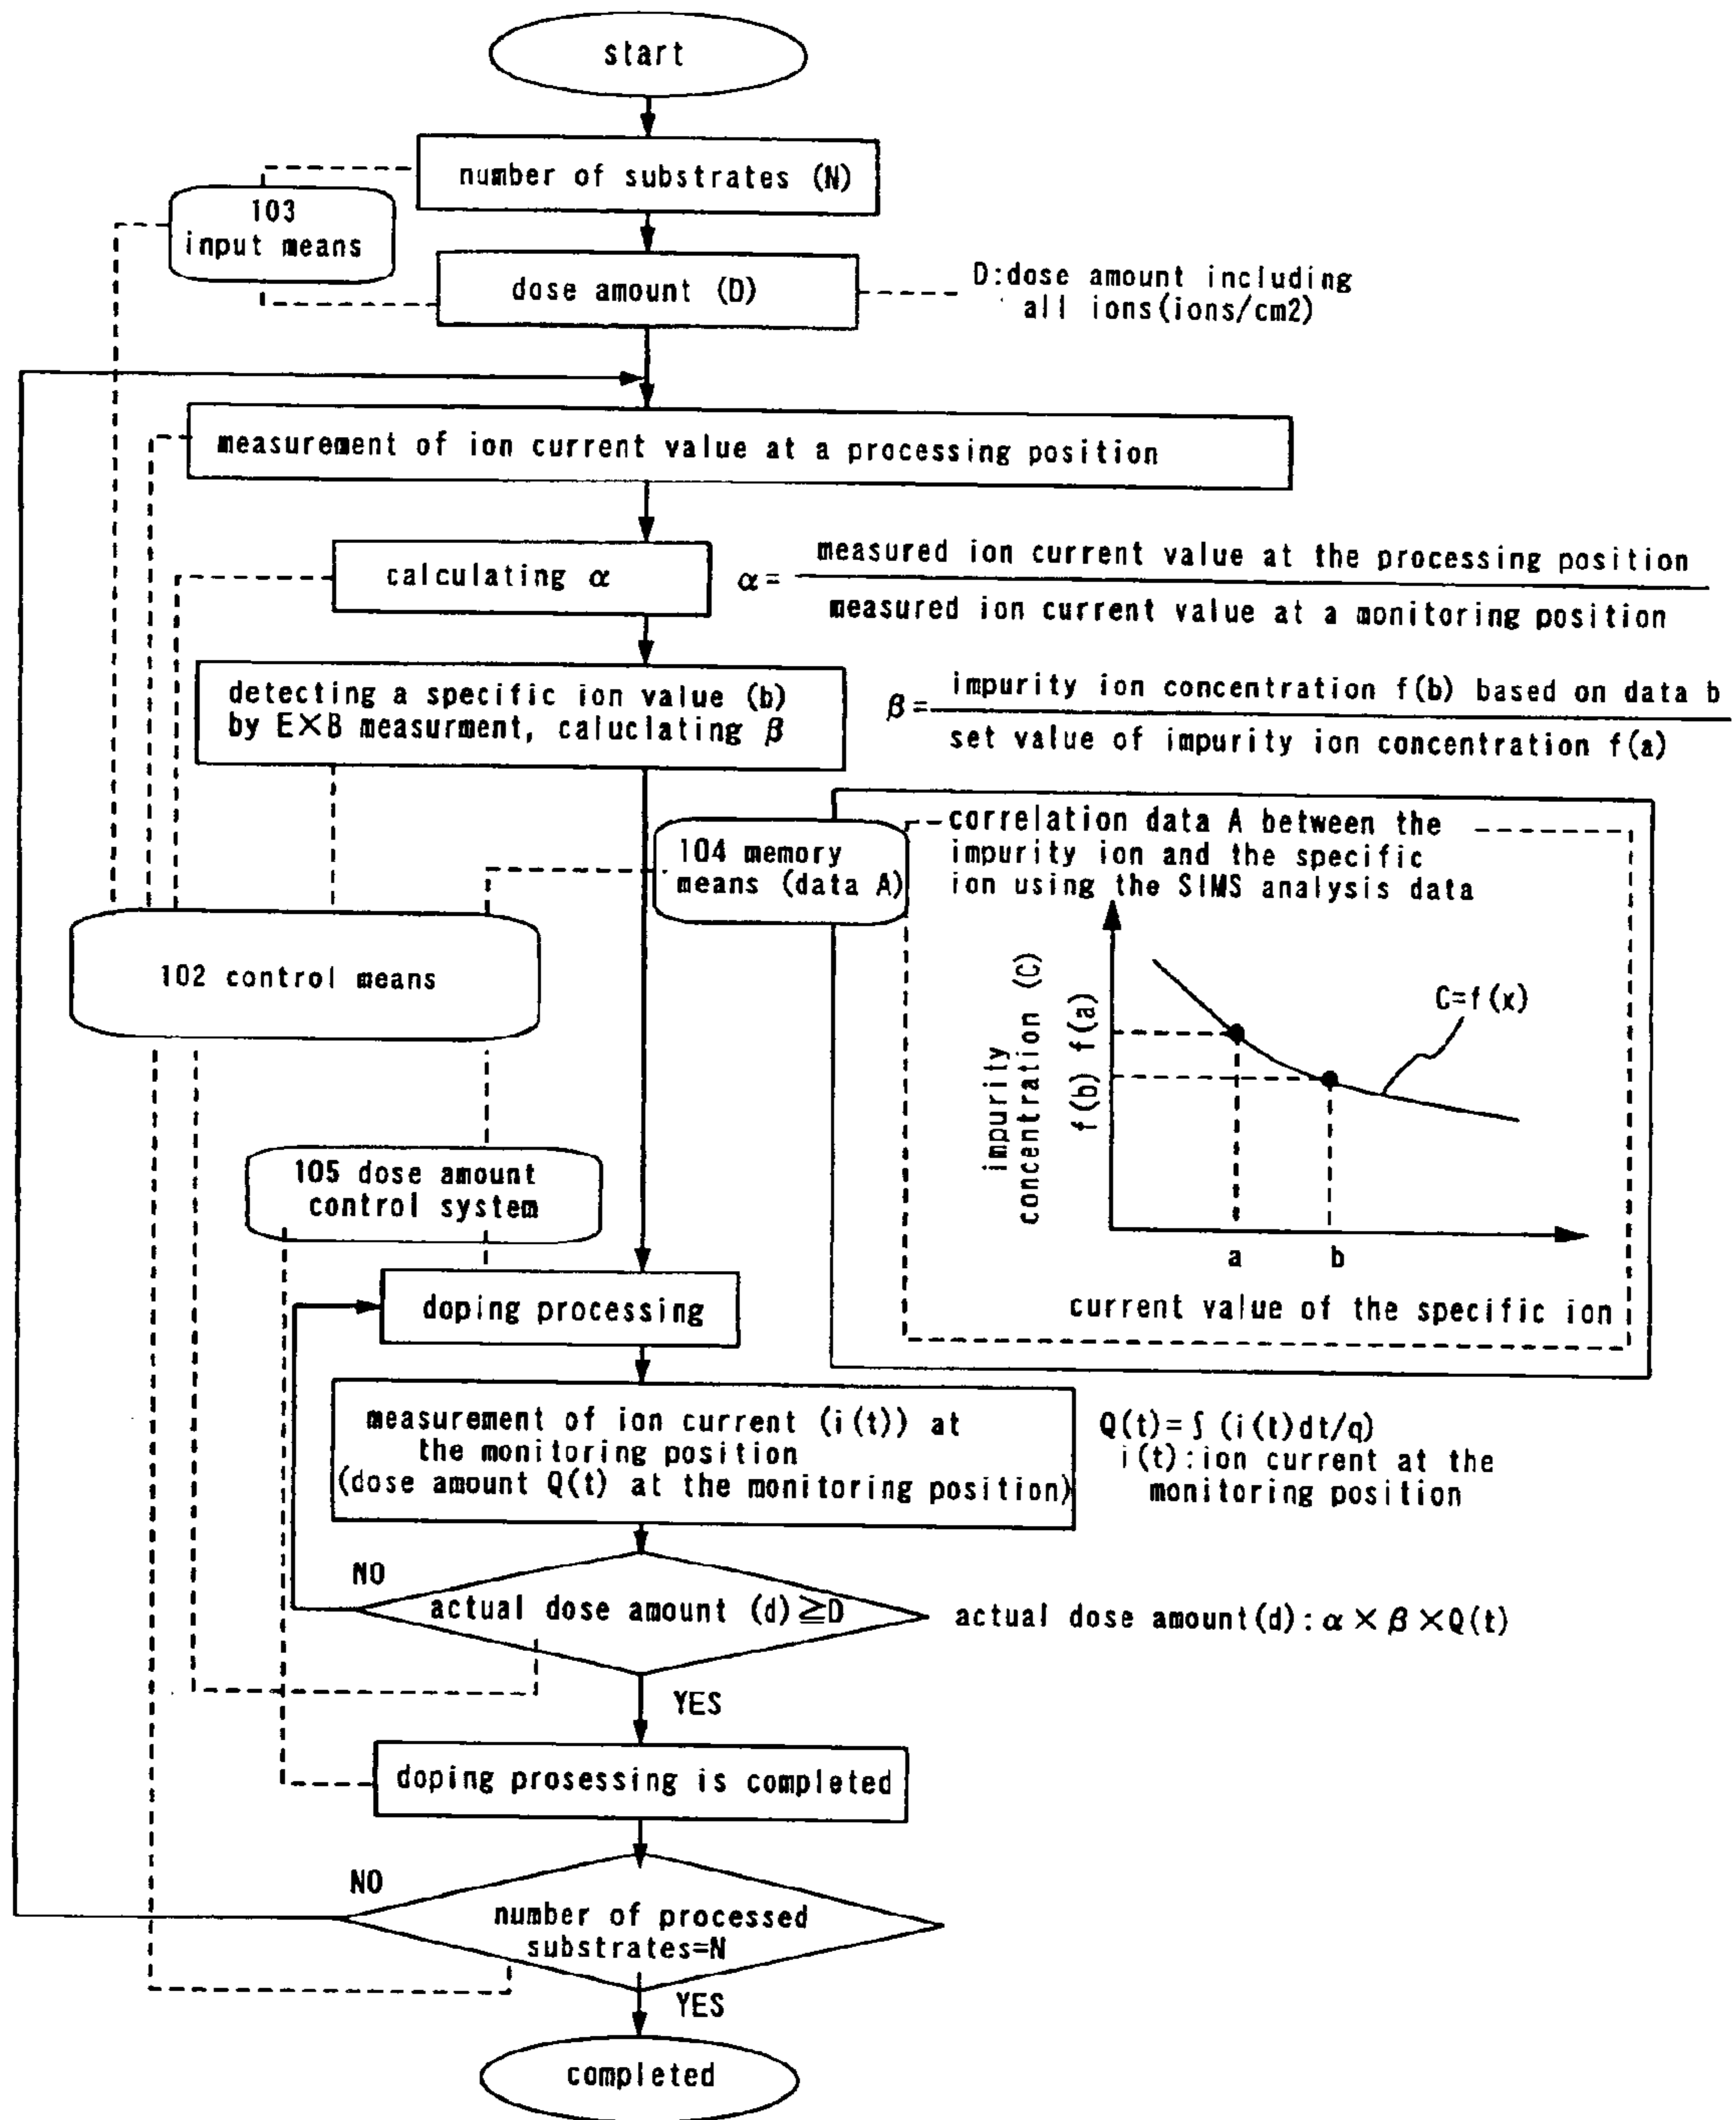 start
number of substrates (N)
103
input means
dose amount (D)
D:dose amount including
all ions(ions/cm2)
measurement of ion current value at a processing position
calculating α
α=
measured ion current value at the processing position
measured ion current value at a monitoring position
detecting a specific ion value (b)
by E×B measurment, caluclating β
β=
impurity ion concentration f(b) based on data b
set value of impurity ion concentration f(a)
104 memory
means (data A)
correlation data A between the
impurity ion and the specific
ion using the SIMS analysis data
102 control means
impurity
concentration (C)
f(b) f(a)
C=f(x)
a b
current value of the specific ion
105 dose amount
control system
doping processing
measurement of ion current (i(t)) at
the monitoring position
(dose amount Q(t) at the monitoring position)
Q(t)=∫(i(t)dt/q)
i(t):ion current at the
monitoring position
NO
actual dose amount (d)≧D
actual dose amount(d):α×β×Q(t)
YES
doping prosessing is completed
NO
number of processed
substrates=N
YES
completed